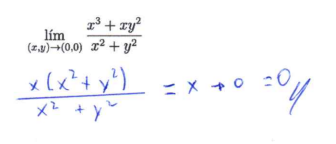 lím (x,y)→(0,0) x³ + xy² / x² + y²
x (x² + y²) / x² + y² = x → 0 = 0 //